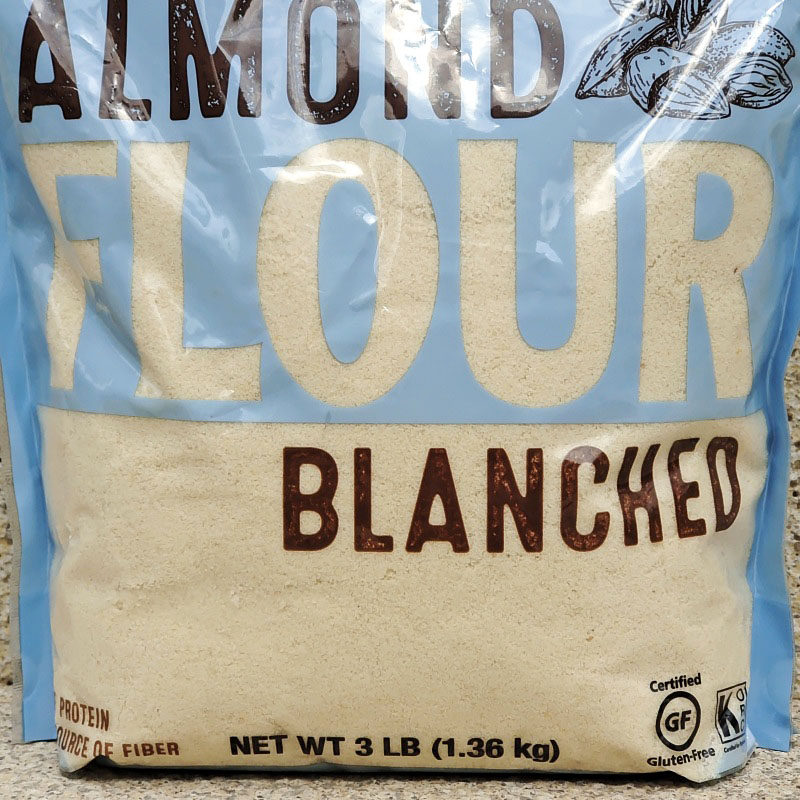 ALMOND
FLOUR
BLANCHED
PROTEIN
OURCE OF FIBER
NET WT 3 LB (1.36 kg)
Certified
GF
Gluten-Free
K